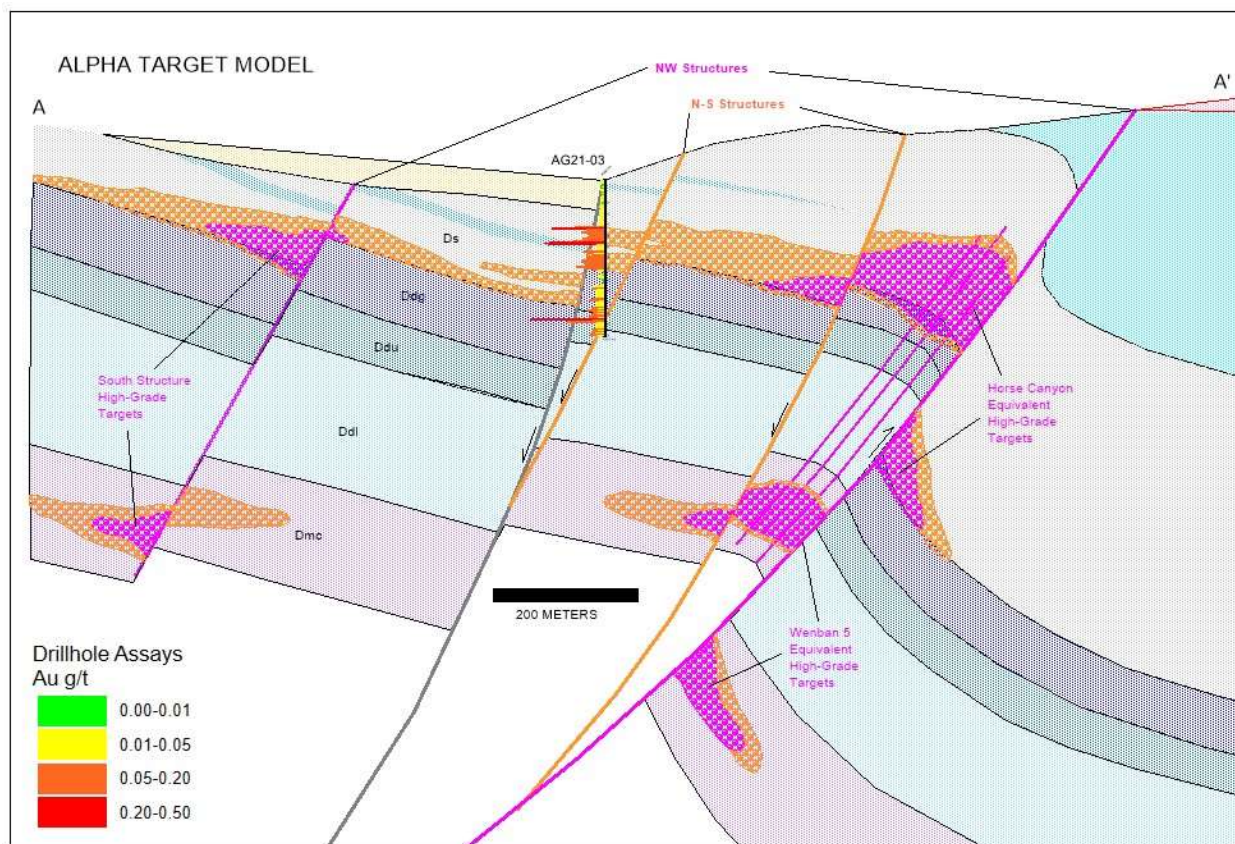 ALPHA TARGET MODEL
NW Structures
A'
A
N-S Structures
AG21-03
Ds
Ddg
Ddu
South Structure
High-Grade
Targets
Ddl
Horse Canyon
Equivalent
High-Grade
Targets
Dmc
200 METERS
Wenban 5
Equivalent
High-Grade
Targets
Drillhole Assays
Au g/t
0.00-0.01
0.01-0.05
0.05-0.20
0.20-0.50